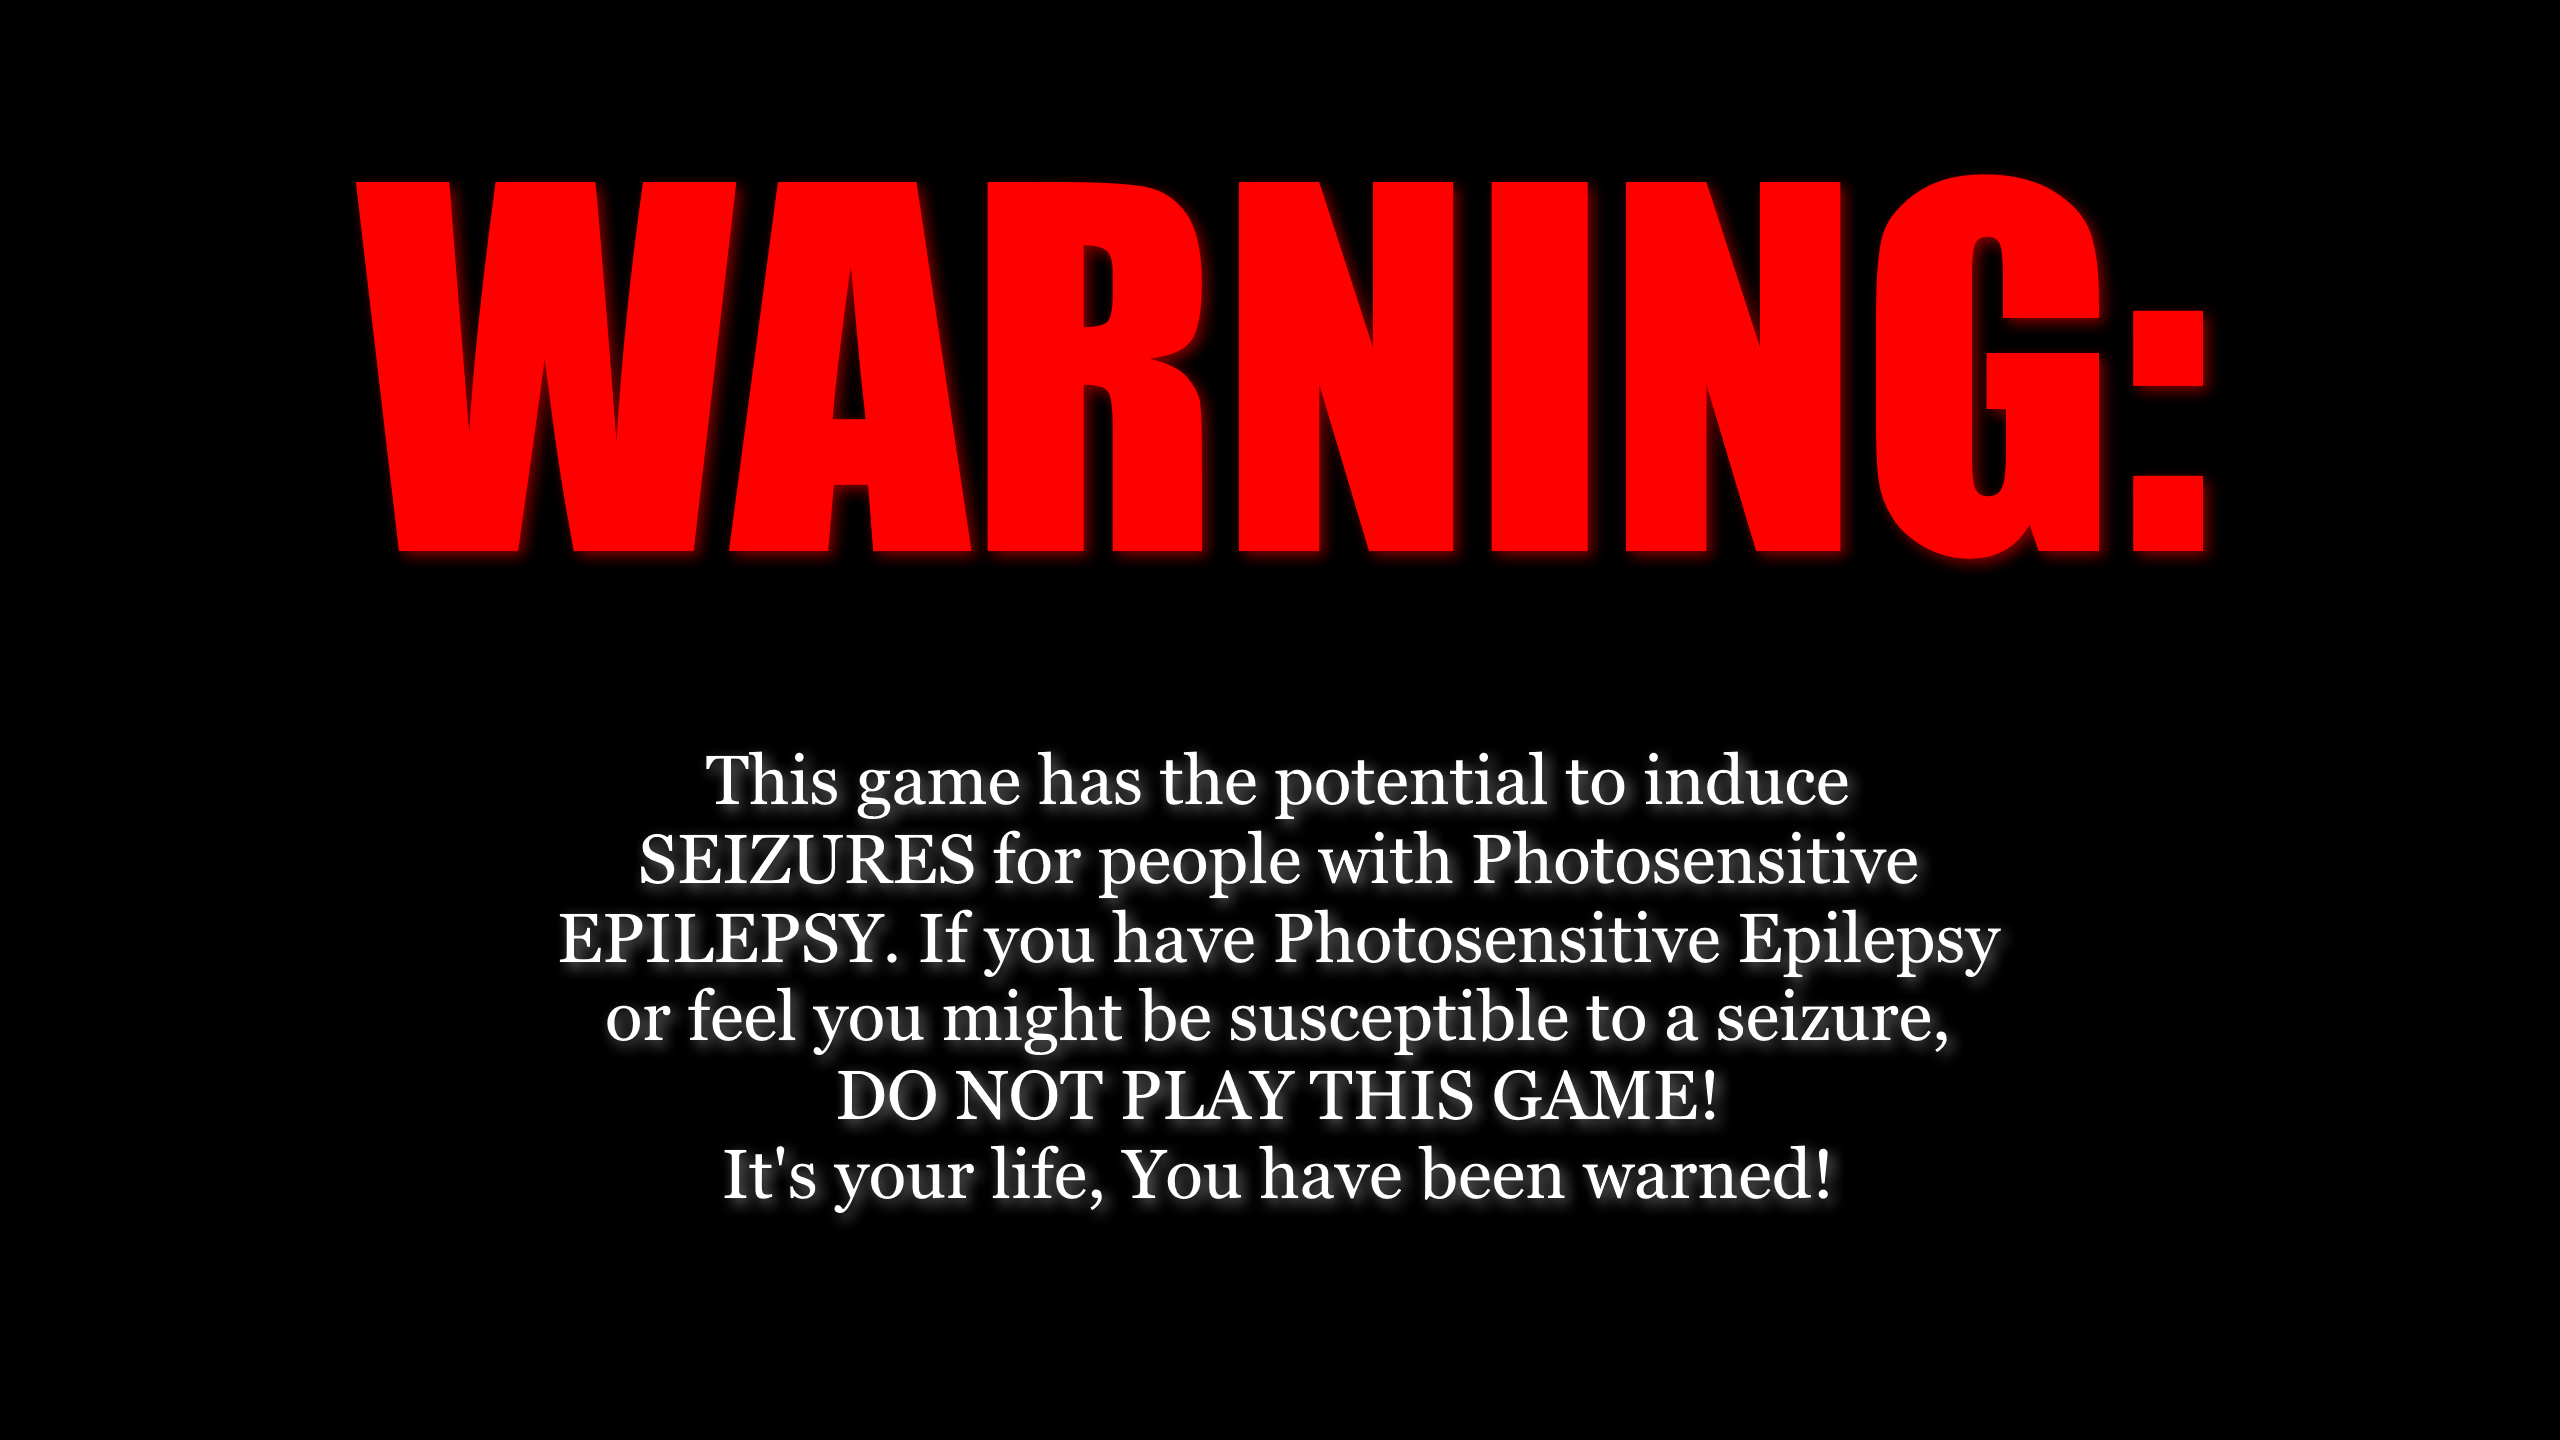 WARNING:
This game has the potential to induce
SEIZURES for people with Photosensitive
EPILEPSY. If you have Photosensitive Epilepsy
or feel you might be susceptible to a seizure,
DO NOT PLAY THIS GAME!
It's your life, You have been warned!